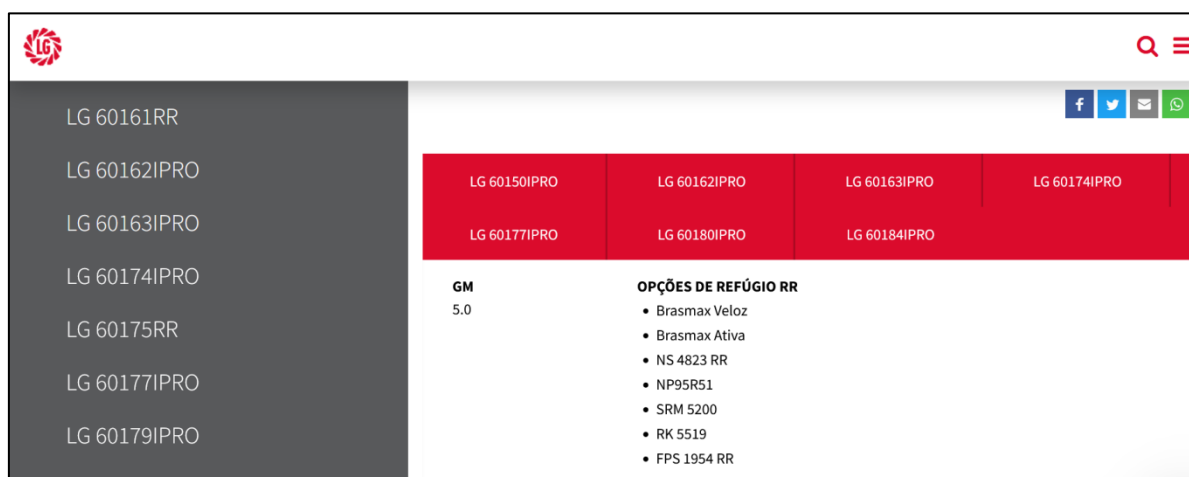 LG
LG 60161RR
LG 60162IPRO
LG 60163IPRO
LG 60174IPRO
LG 60175RR
LG 60177IPRO
LG 60179IPRO
LG 60150IPRO LG 60162IPRO LG 60163IPRO LG 60174IPRO
LG 60177IPRO LG 60180IPRO LG 60184IPRO
GM
5.0
OPÇÕES DE REFÚGIO RR
• Brasmax Veloz
• Brasmax Ativa
• NS 4823 RR
• NP95R51
• SRM 5200
• RK 5519
• FPS 1954 RR